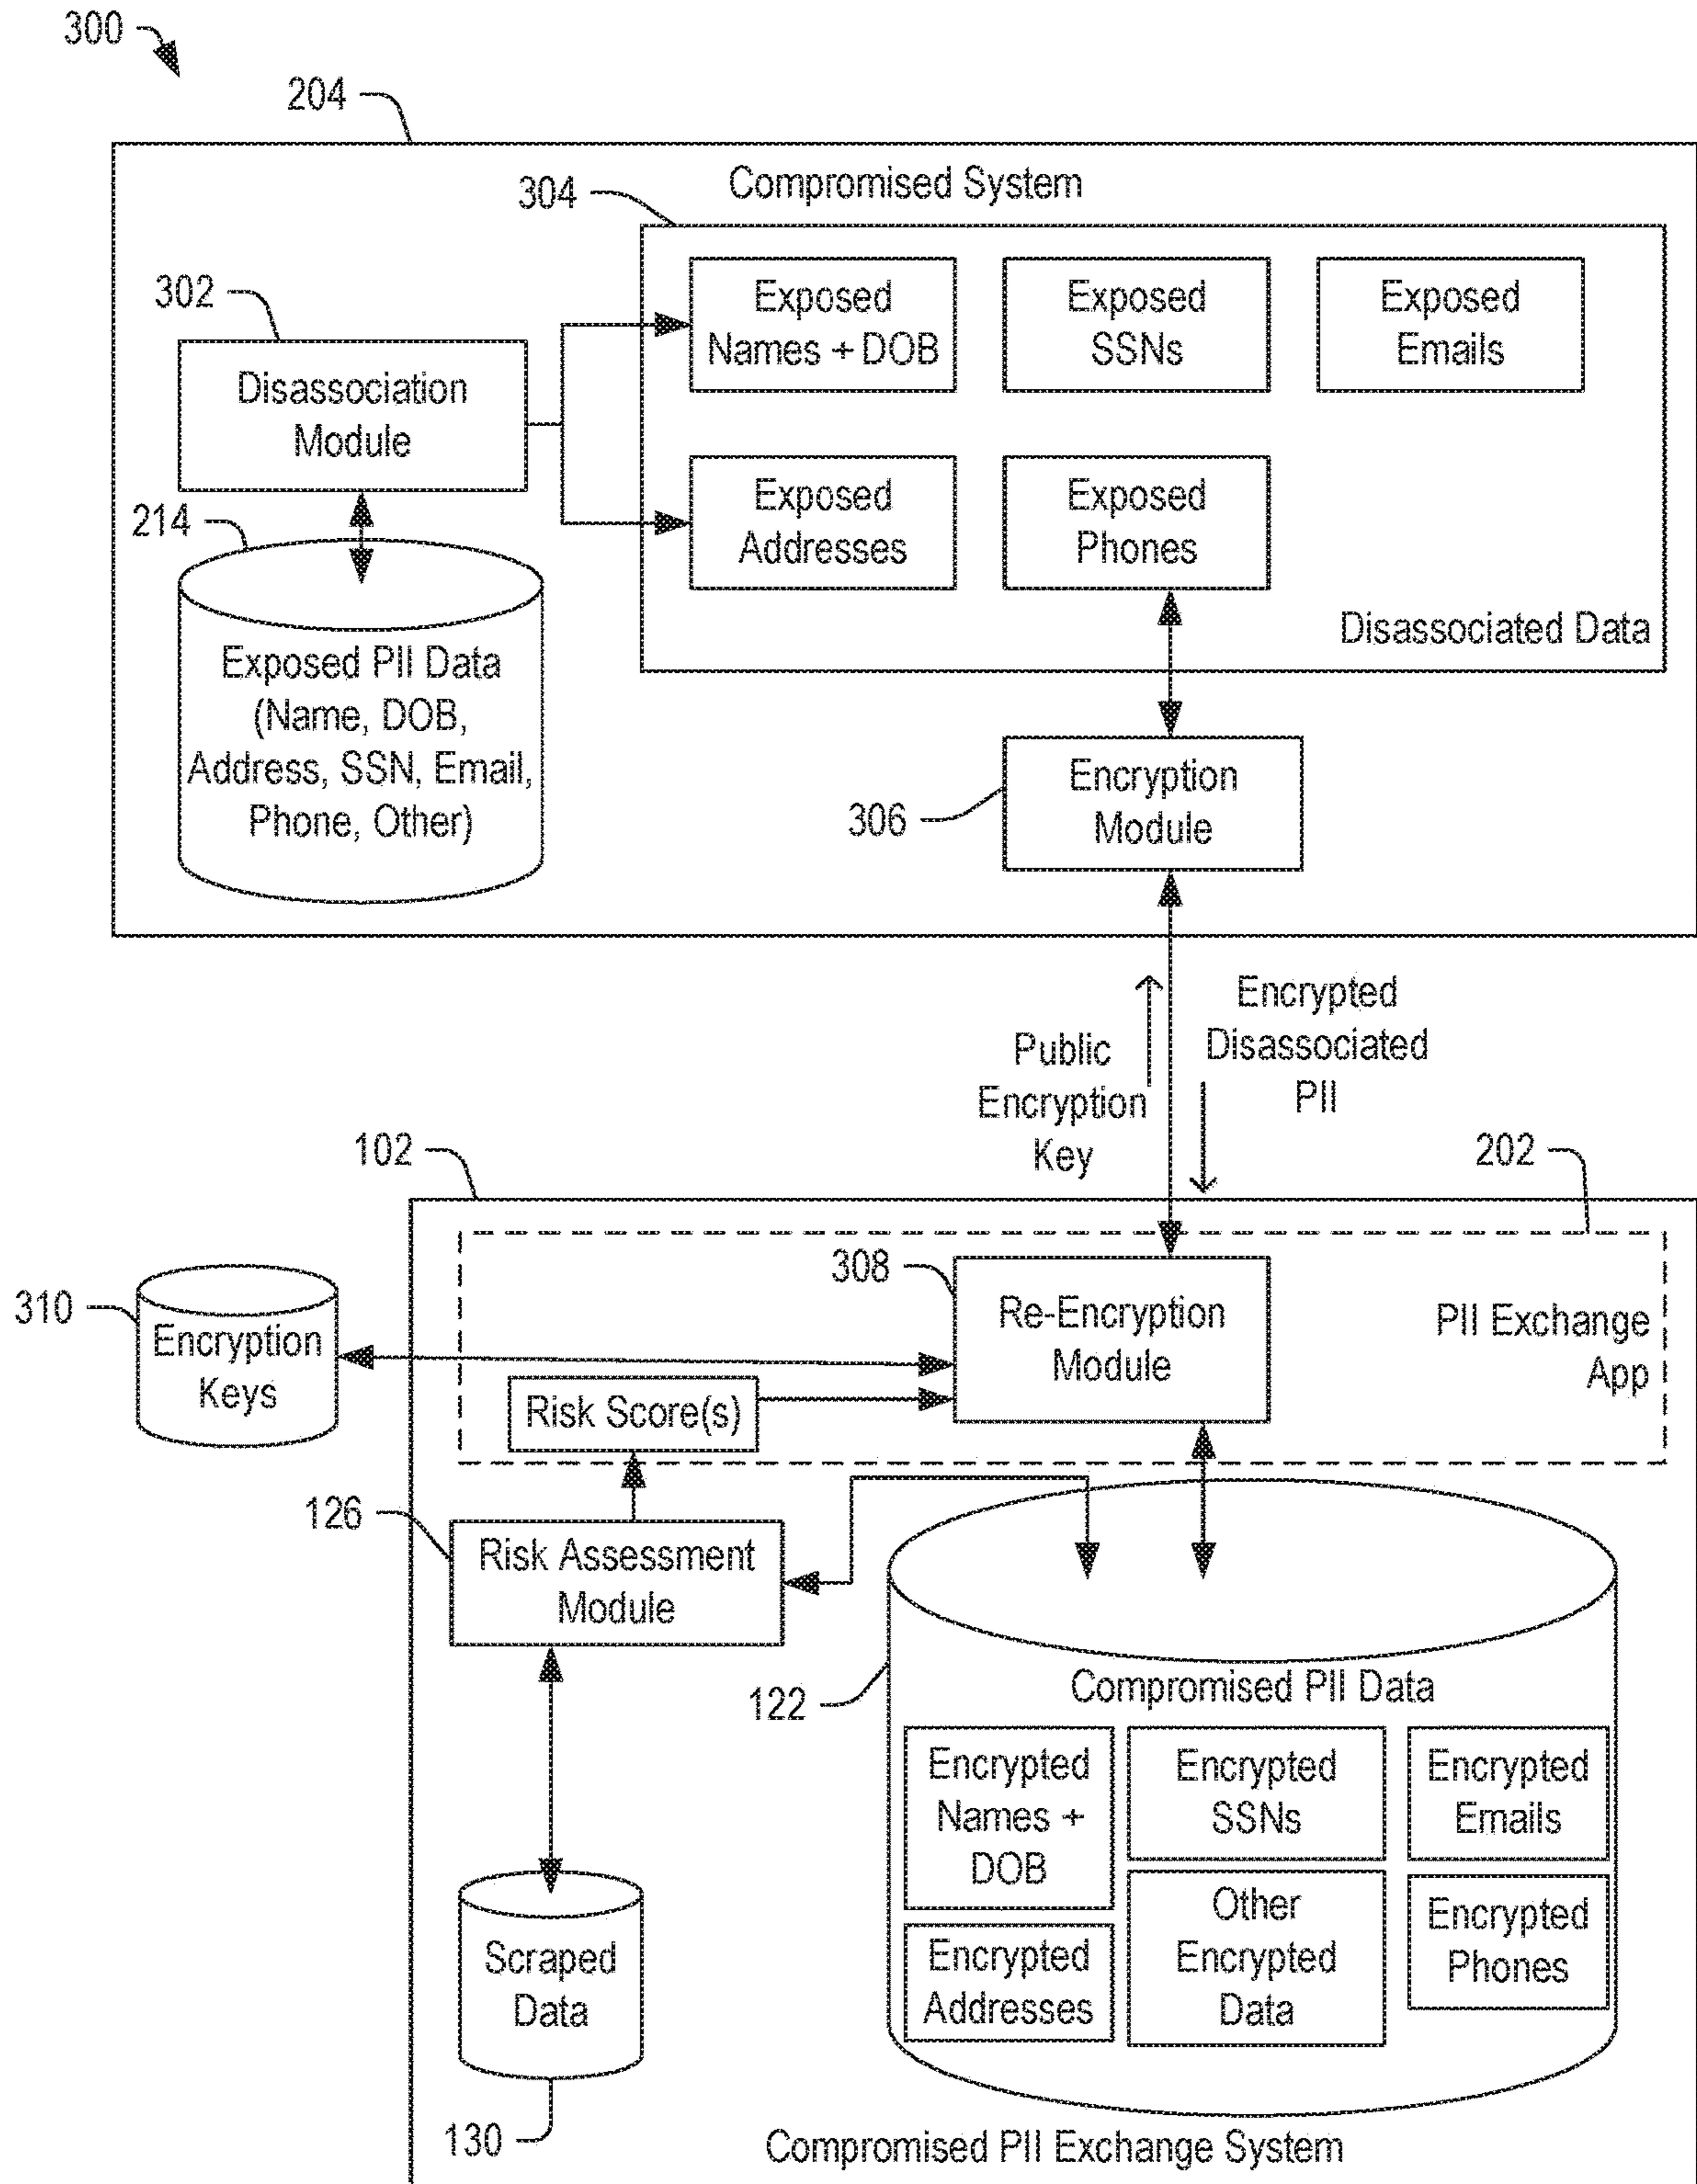 300
204
Compromised System
304
302
Disassociation
Module
Exposed
Names + DOB
Exposed
SSNs
Exposed
Emails
Exposed
Addresses
Exposed
Phones
Disassociated Data
214
Exposed PII Data
(Name, DOB,
Address, SSN, Email,
Phone, Other)
306
Encryption
Module
Public
Encryption
Key
Encrypted
Disassociated
PII
102
202
308
Re-Encryption
Module
PII Exchange
App
310
Encryption
Keys
Risk Score(s)
126
Risk Assessment
Module
122
Compromised PII Data
Encrypted
Names +
DOB
Encrypted
SSNs
Encrypted
Emails
Encrypted
Addresses
Other
Encrypted
Data
Encrypted
Phones
Scraped
Data
130
Compromised PII Exchange System